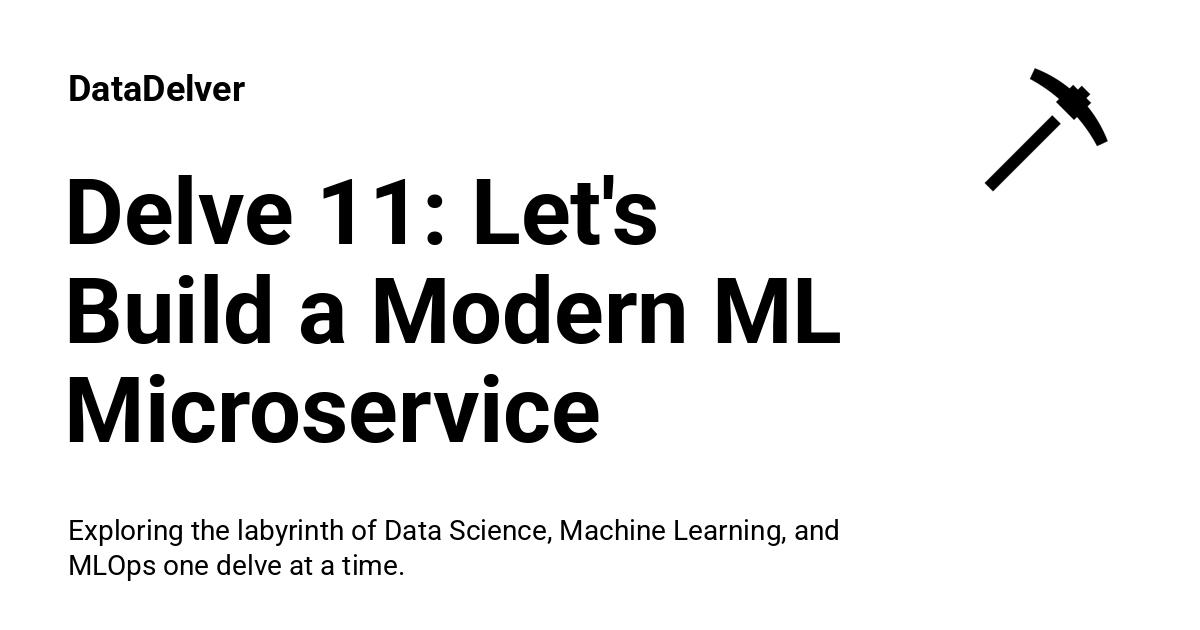 DataDelver
Delve 11: Let's
Build a Modern ML
Microservice
Exploring the labyrinth of Data Science, Machine Learning, and
MLOps one delve at a time.